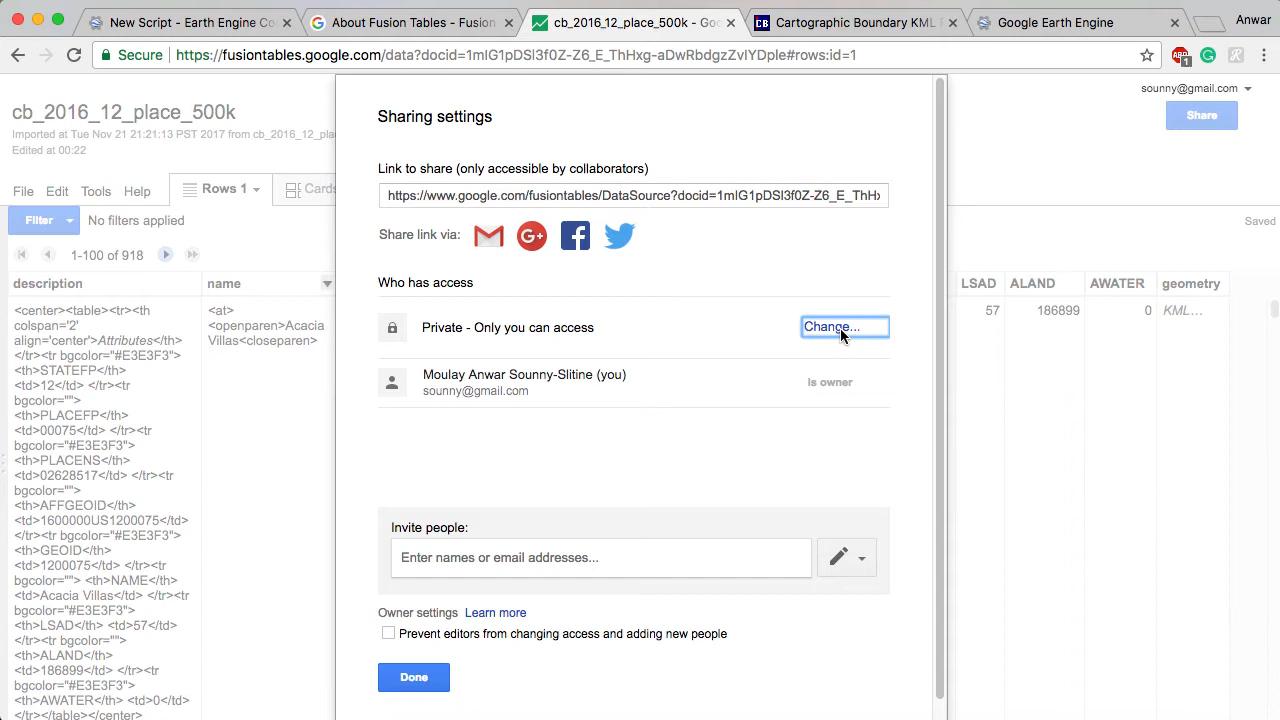 New Script - Earth Engine Co
About Fusion Tables - Fusion
cb_2016_12_place_500k - Goo
Cartographic Boundary KML F
Google Earth Engine
Anwar
Secure
https://fusiontables.google.com/data?docid=1mlG1pDSl3f0Z-Z6_E_ThHxg-aDwRbdgzZvIYDple#rows:id=1
1
cb_2016_12_place_500k
Imported at Tue Nov 21 21:21:13 PST 2017 from cb_2016_12_pla
Edited at 00:22
sounny@gmail.com
Share
File Edit Tools Help
Rows 1
Cards
Filter
No filters applied
Saved
1-100 of 918
description
name
LSAD
ALAND
AWATER
geometry
<center><table><tr><th
colspan='2'
align='center'>Attributes</th>
</tr><tr bgcolor="#E3E3F3">
<th>STATEFP</th>
<td>12</td> </tr><tr
bgcolor="">
<th>PLACEFP</th>
<td>00075</td> </tr><tr
bgcolor="#E3E3F3">
<th>PLACENS</th>
<td>02628517</td> </tr><tr
bgcolor="">
<th>AFFGEOID</th>
<td>1600000US1200075</td>
</tr><tr bgcolor="#E3E3F3">
<th>GEOID</th>
<td>1200075</td> </tr><tr
bgcolor=""> <th>NAME</th>
<td>Acacia Villas</td> </tr><tr
bgcolor="#E3E3F3">
<th>LSAD</th> <td>57</td>
</tr><tr bgcolor="">
<th>ALAND</th>
<td>186899</td> </tr><tr
bgcolor="#E3E3F3">
<th>AWATER</th> <td>0</td>
</tr></table></center>
<at>
<openparen>Acacia
Villas<closeparen>
57
186899
0
KML...
Sharing settings
Link to share (only accessible by collaborators)
https://www.google.com/fusiontables/DataSource?docid=1mlG1pDSl3f0Z-Z6_E_ThHx
Share link via:
Who has access
Private - Only you can access
Change...
Moulay Anwar Sounny-Slitine (you)
sounny@gmail.com
Is owner
Invite people:
Enter names or email addresses...
Owner settings Learn more
Prevent editors from changing access and adding new people
Done